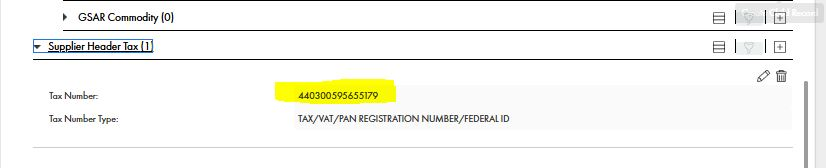 GSAR Commodity (0)
Supplier Header Tax (1)
Tax Number: 440300595655179
Tax Number Type: TAX/VAT/PAN REGISTRATION NUMBER/FEDERAL ID